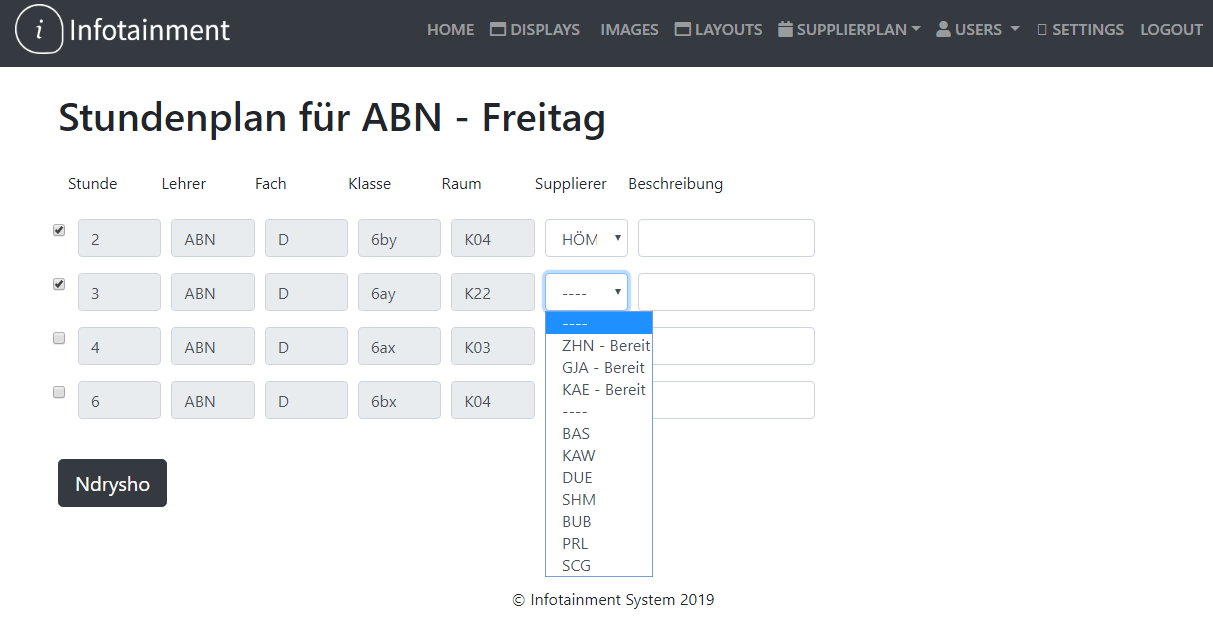 i Infotainment HOME DISPLAYS IMAGES LAYOUTS SUPPLIERPLAN USERS SETTINGS LOGOUT
Stundenplan für ABN - Freitag
Stunde Lehrer Fach Klasse Raum Supplierer Beschreibung
2 ABN D 6by K04 HÖM
3 ABN D 6ay K22 ----
----
4 ABN D 6ax K03 ZHN - Bereit
GJA - Bereit
KAE - Bereit
6 ABN D 6bx K04 ----
BAS
KAW
Ndrysho DUE
SHM
BUB
PRL
SCG
© Infotainment System 2019